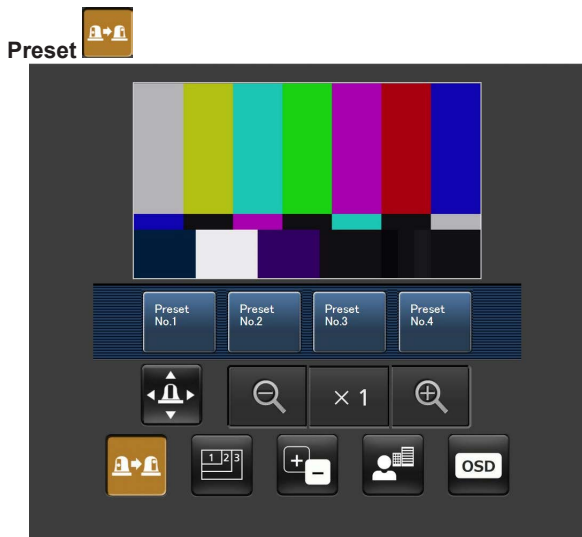 Preset
Preset No.1
Preset No.2
Preset No.3
Preset No.4
× 1
1 2 3
OSD